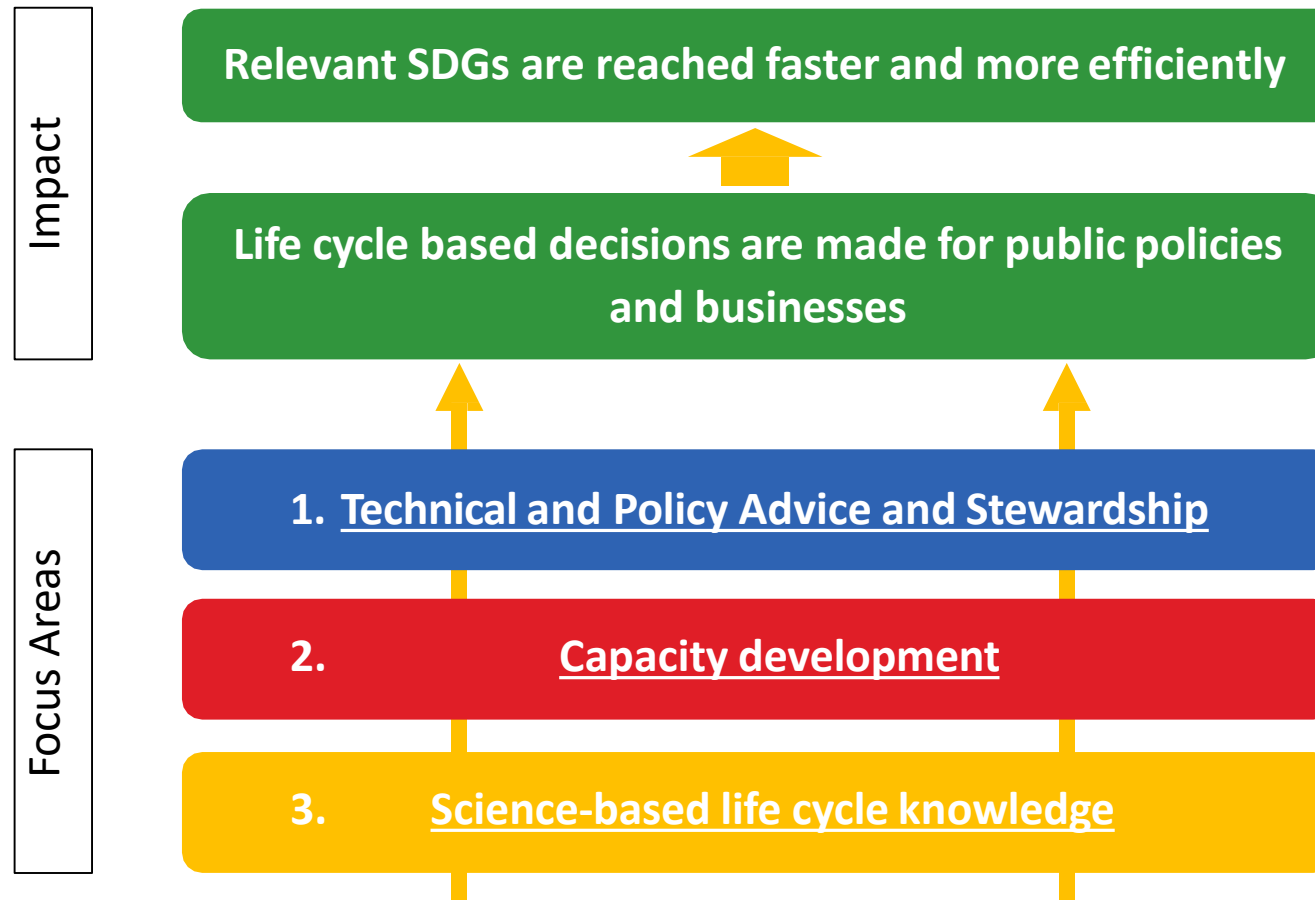 Impact
Relevant SDGs are reached faster and more efficiently
Life cycle based decisions are made for public policies
and businesses
Focus Areas
1. Technical and Policy Advice and Stewardship
2. Capacity development
3. Science-based life cycle knowledge